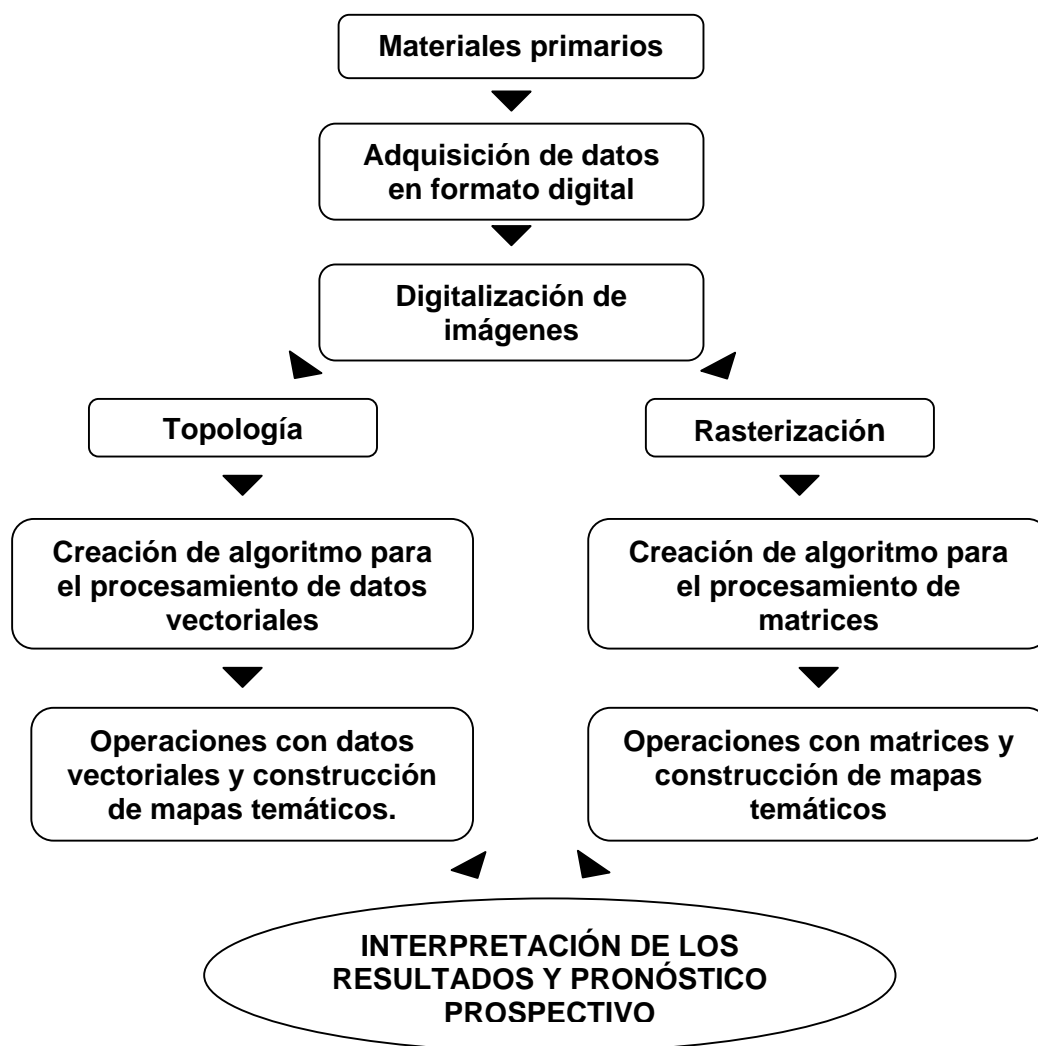 Materiales primarios
Adquisición de datos
en formato digital
Digitalización de
imágenes
Topología
Rasterización
Creación de algoritmo para
el procesamiento de datos
vectoriales
Creación de algoritmo para
el procesamiento de
matrices
Operaciones con datos
vectoriales y construcción
de mapas temáticos.
Operaciones con matrices y
construcción de mapas
temáticos
INTERPRETACIÓN DE LOS
RESULTADOS Y PRONÓSTICO
PROSPECTIVO